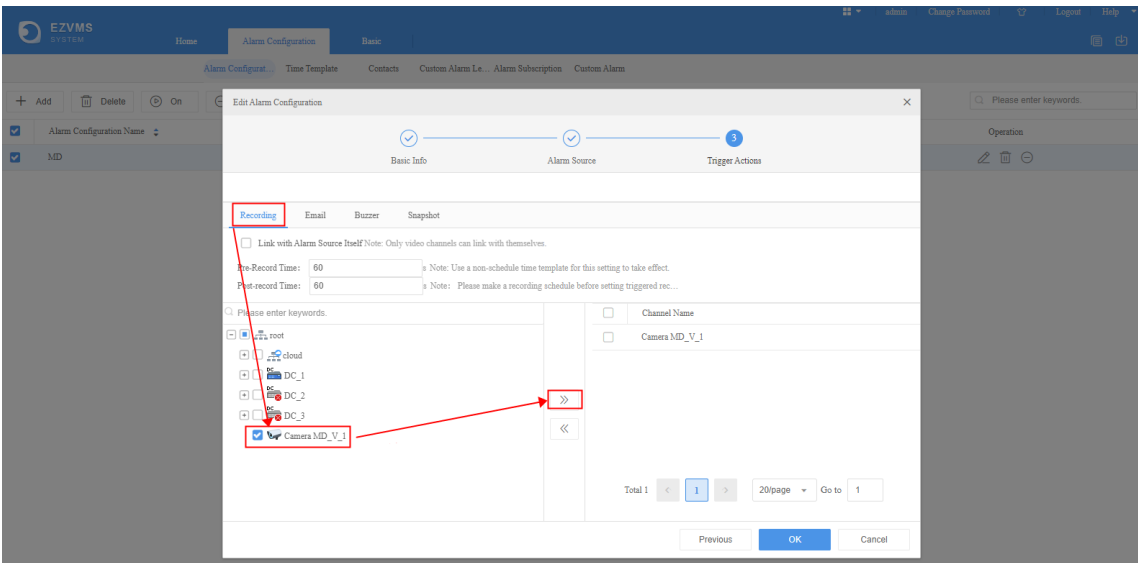 admin Change Password Logout Help
EZVMS
SYSTEM
Home Alarm Configuration Basic
Alarm Configurat... Time Template Contacts Custom Alarm Le... Alarm Subscription Custom Alarm
Add Delete On
Please enter keywords.
Edit Alarm Configuration
Alarm Configuration Name
Operation
MD
3
Basic Info Alarm Source Trigger Actions
Recording Email Buzzer Snapshot
Link with Alarm Source Itself Note: Only video channels can link with themselves.
Pre-Record Time: 60 s Note: Use a non-schedule time template for this setting to take effect.
Post-record Time: 60 s Note: Please make a recording schedule before setting triggered rec...
Please enter keywords.
Channel Name
root
Camera MD_V_1
cloud
DC DC_1
DC DC_2
DC DC_3
Camera MD_V_1
Total 1 < 1 > 20/page Go to 1
Previous OK Cancel